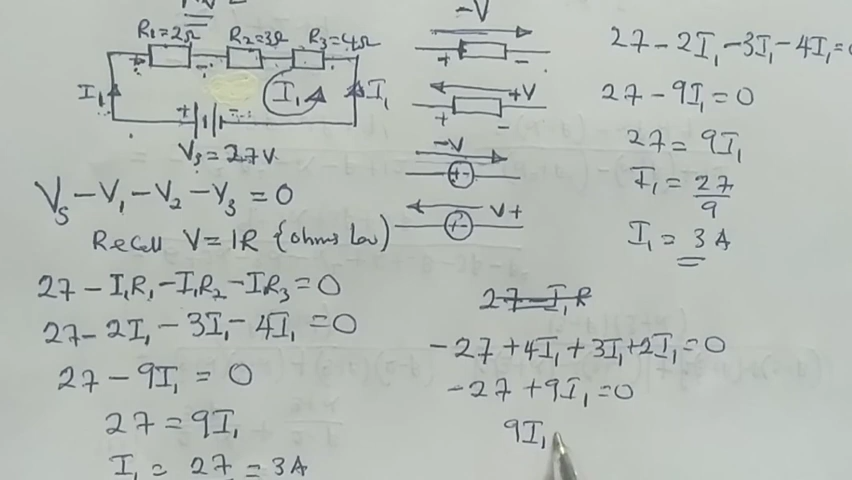 R₁=2Ω R₂=3Ω R₃=4Ω
+ - + - + -
I₁ I₁ I₁
+ -
Vs = 27V
Vs - V₁ - V₂ - V₃ = 0
Recall V = IR {ohms Law)
27 - I₁R₁ - I₁R₂ - I₁R₃ = 0
27 - 2I₁ - 3I₁ - 4I₁ = 0
27 - 9I₁ = 0
27 = 9I₁
I₁ = 27 = 3A
-V
+ -
+V
+ -
-V
+ -
V+
+ -
27 - 2I₁ - 3I₁ - 4I₁ = 0
27 - 9I₁ = 0
27 = 9I₁
I₁ = 27
9
I₁ = 3A
27 - I₁R
-27 + 4I₁ + 3I₁ + 2I₁ = 0
-27 + 9I₁ = 0
9I₁